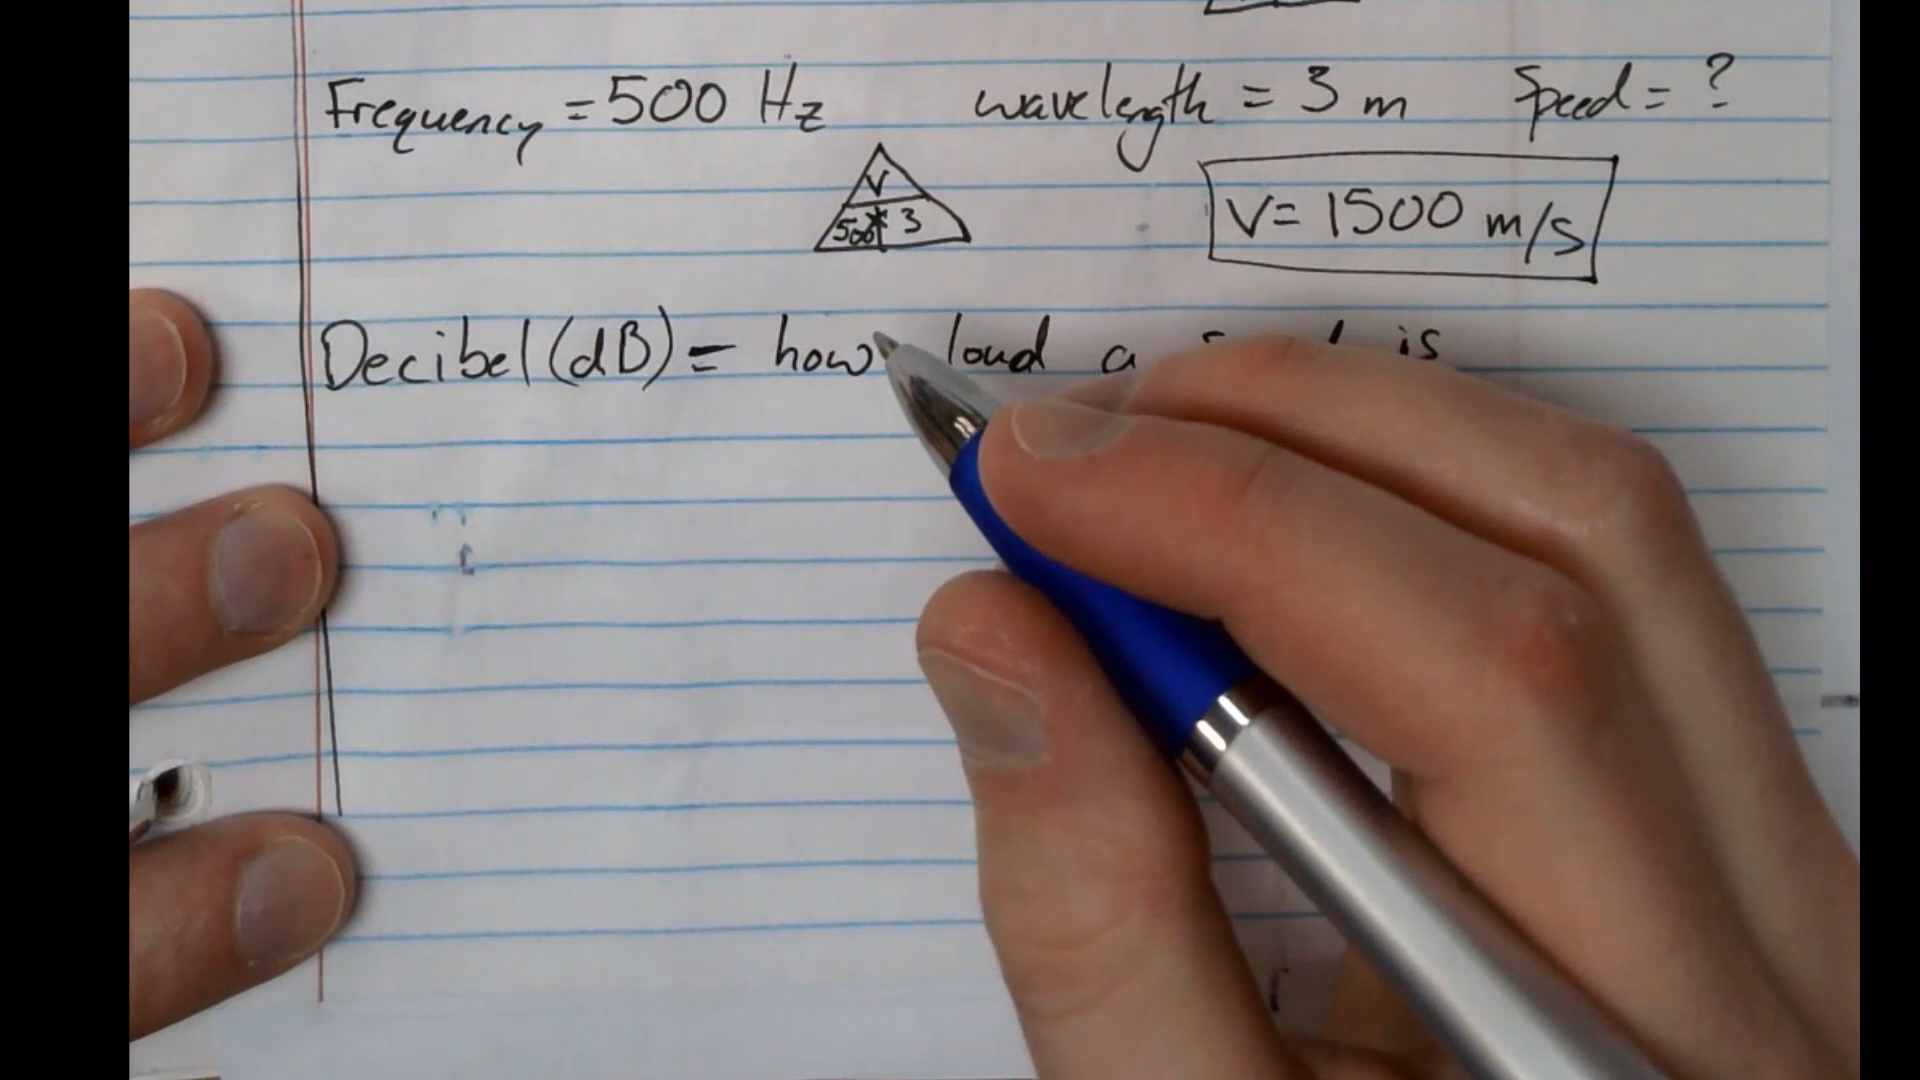 Frequency = 500 Hz wavelength = 3 m Speed = ?
V
500 * 3
V = 1500 m/s
Decibel (dB) = how loud a is